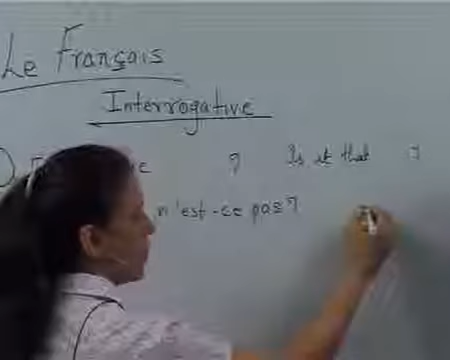 Le Français
Interrogative
? Is it that ?
n'est-ce pas?